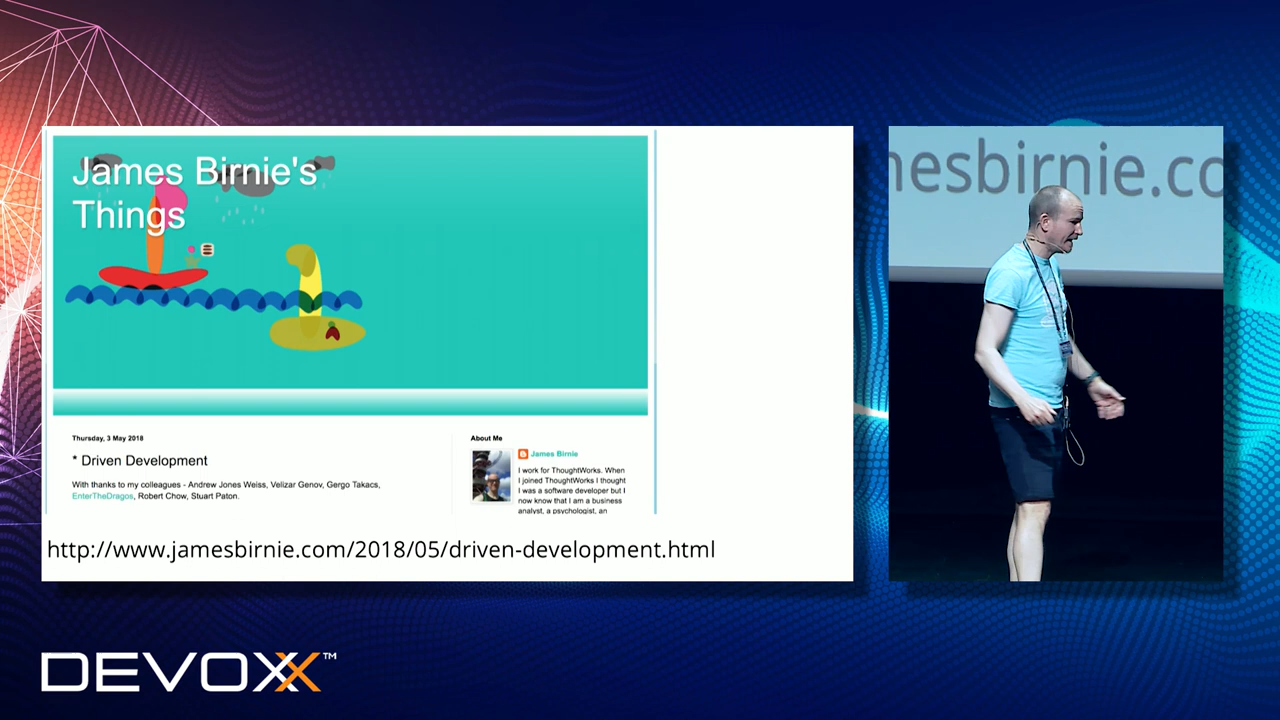 James Birnie's
Things
Thursday, 3 May 2018
* Driven Development
With thanks to my colleagues - Andrew Jones Weiss, Velizar Genov, Gergo Takacs,
EnterTheDragos, Robert Chow, Stuart Paton.
About Me
James Birnie
I work for ThoughtWorks. When
I joined ThoughtWorks I thought
I was a software developer but I
now know that I am a business
analyst, a psychologist, an
http://www.jamesbirnie.com/2018/05/driven-development.html
nesbirnie.co
DEVOXX™